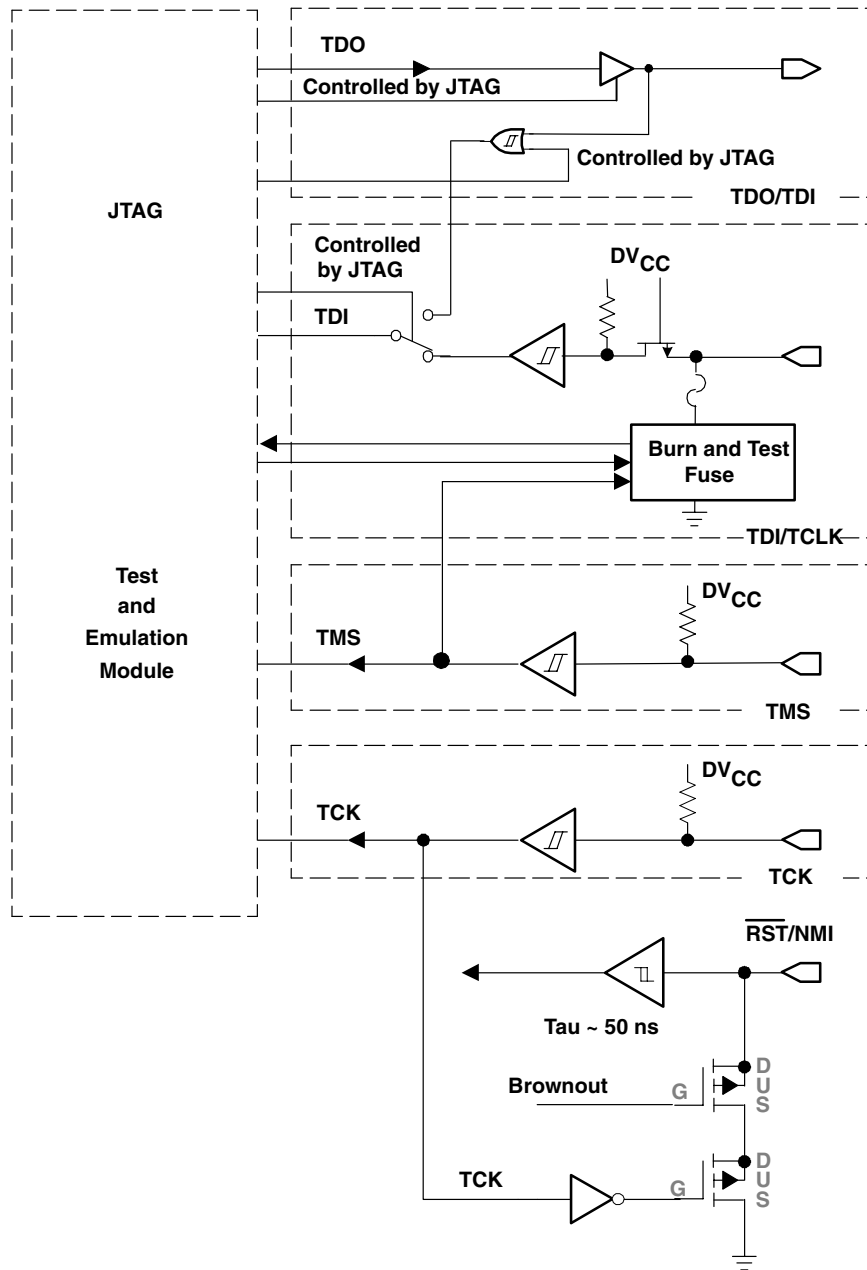 TDO
Controlled by JTAG
Controlled by JTAG
TDO/TDI
JTAG
Controlled
by JTAG
TDI
DVCC
Burn and Test
Fuse
TDI/TCLK
Test
and
Emulation
Module
TMS
DVCC
TMS
TCK
DVCC
TCK
RST/NMI
Tau ~ 50 ns
Brownout
G
D
U
S
TCK
G
D
U
S